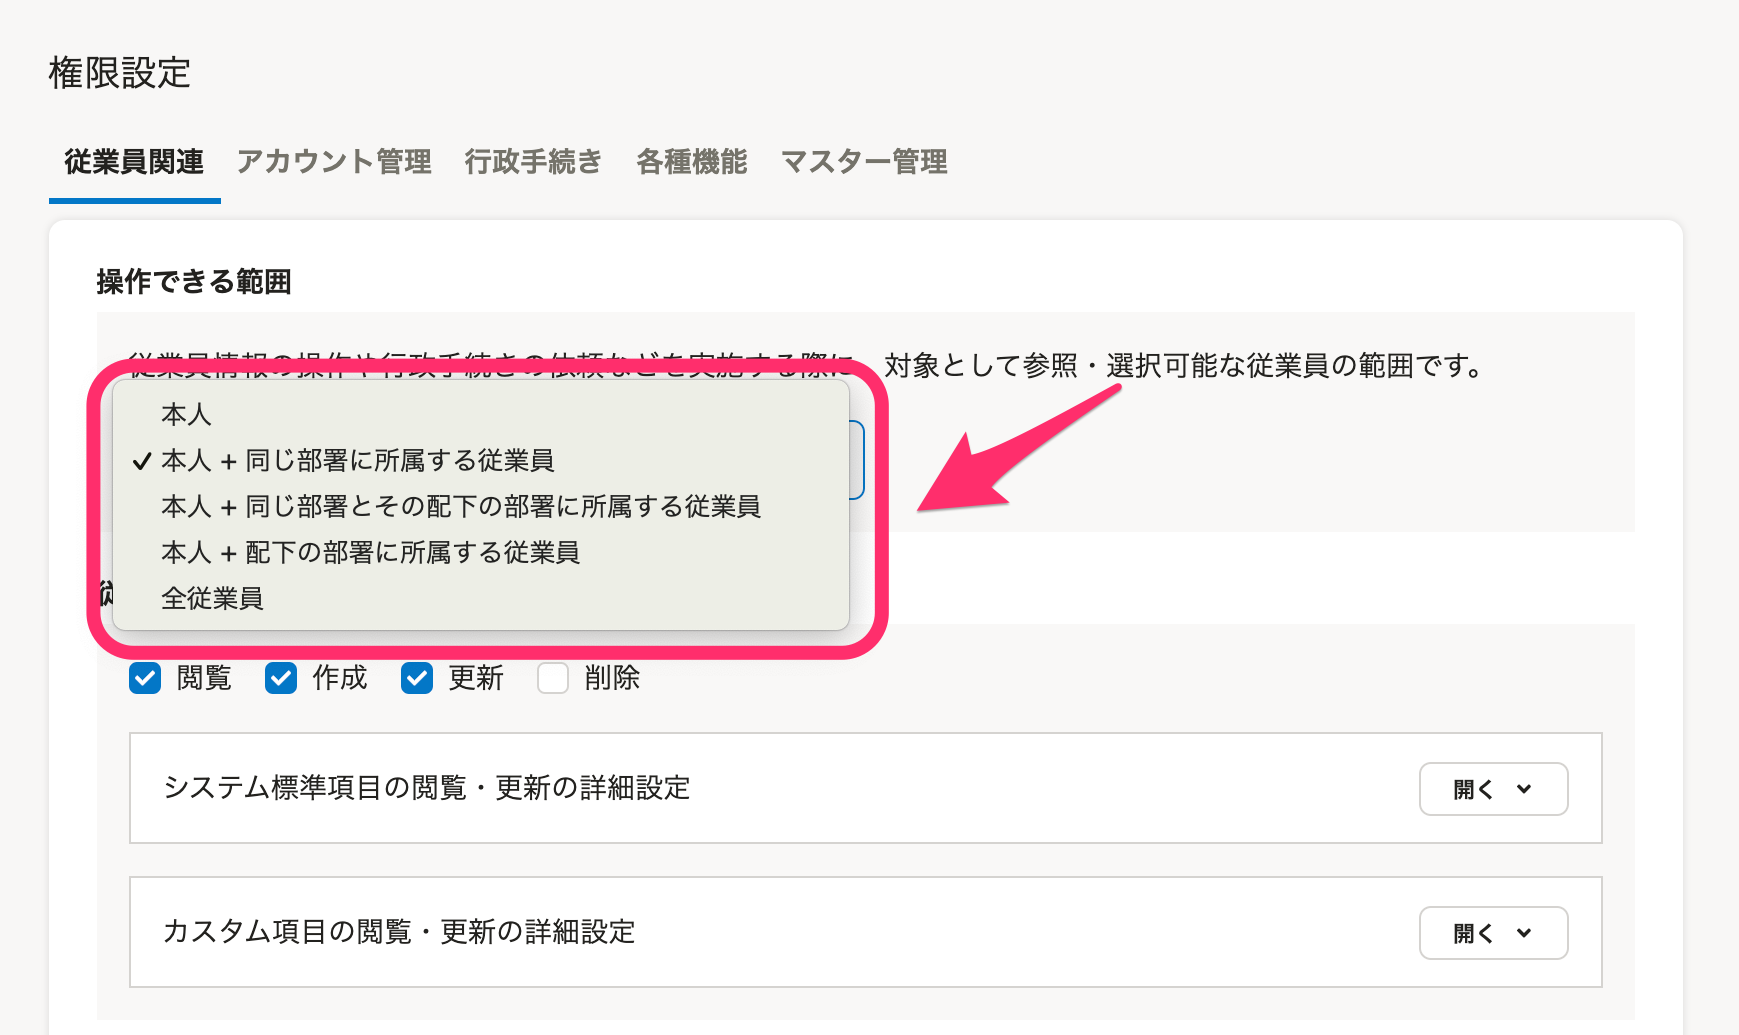 権限設定
従業員関連 アカウント管理 行政手続き 各種機能 マスター管理
操作できる範囲
従業員情報の操作や行政手続きの依頼などを実施する際に、対象として参照・選択可能な従業員の範囲です。
本人
本人 + 同じ部署に所属する従業員
本人 + 同じ部署とその配下の部署に所属する従業員
本人 + 配下の部署に所属する従業員
全従業員
従
閲覧 作成 更新 削除
システム標準項目の閲覧・更新の詳細設定 開く
カスタム項目の閲覧・更新の詳細設定 開く